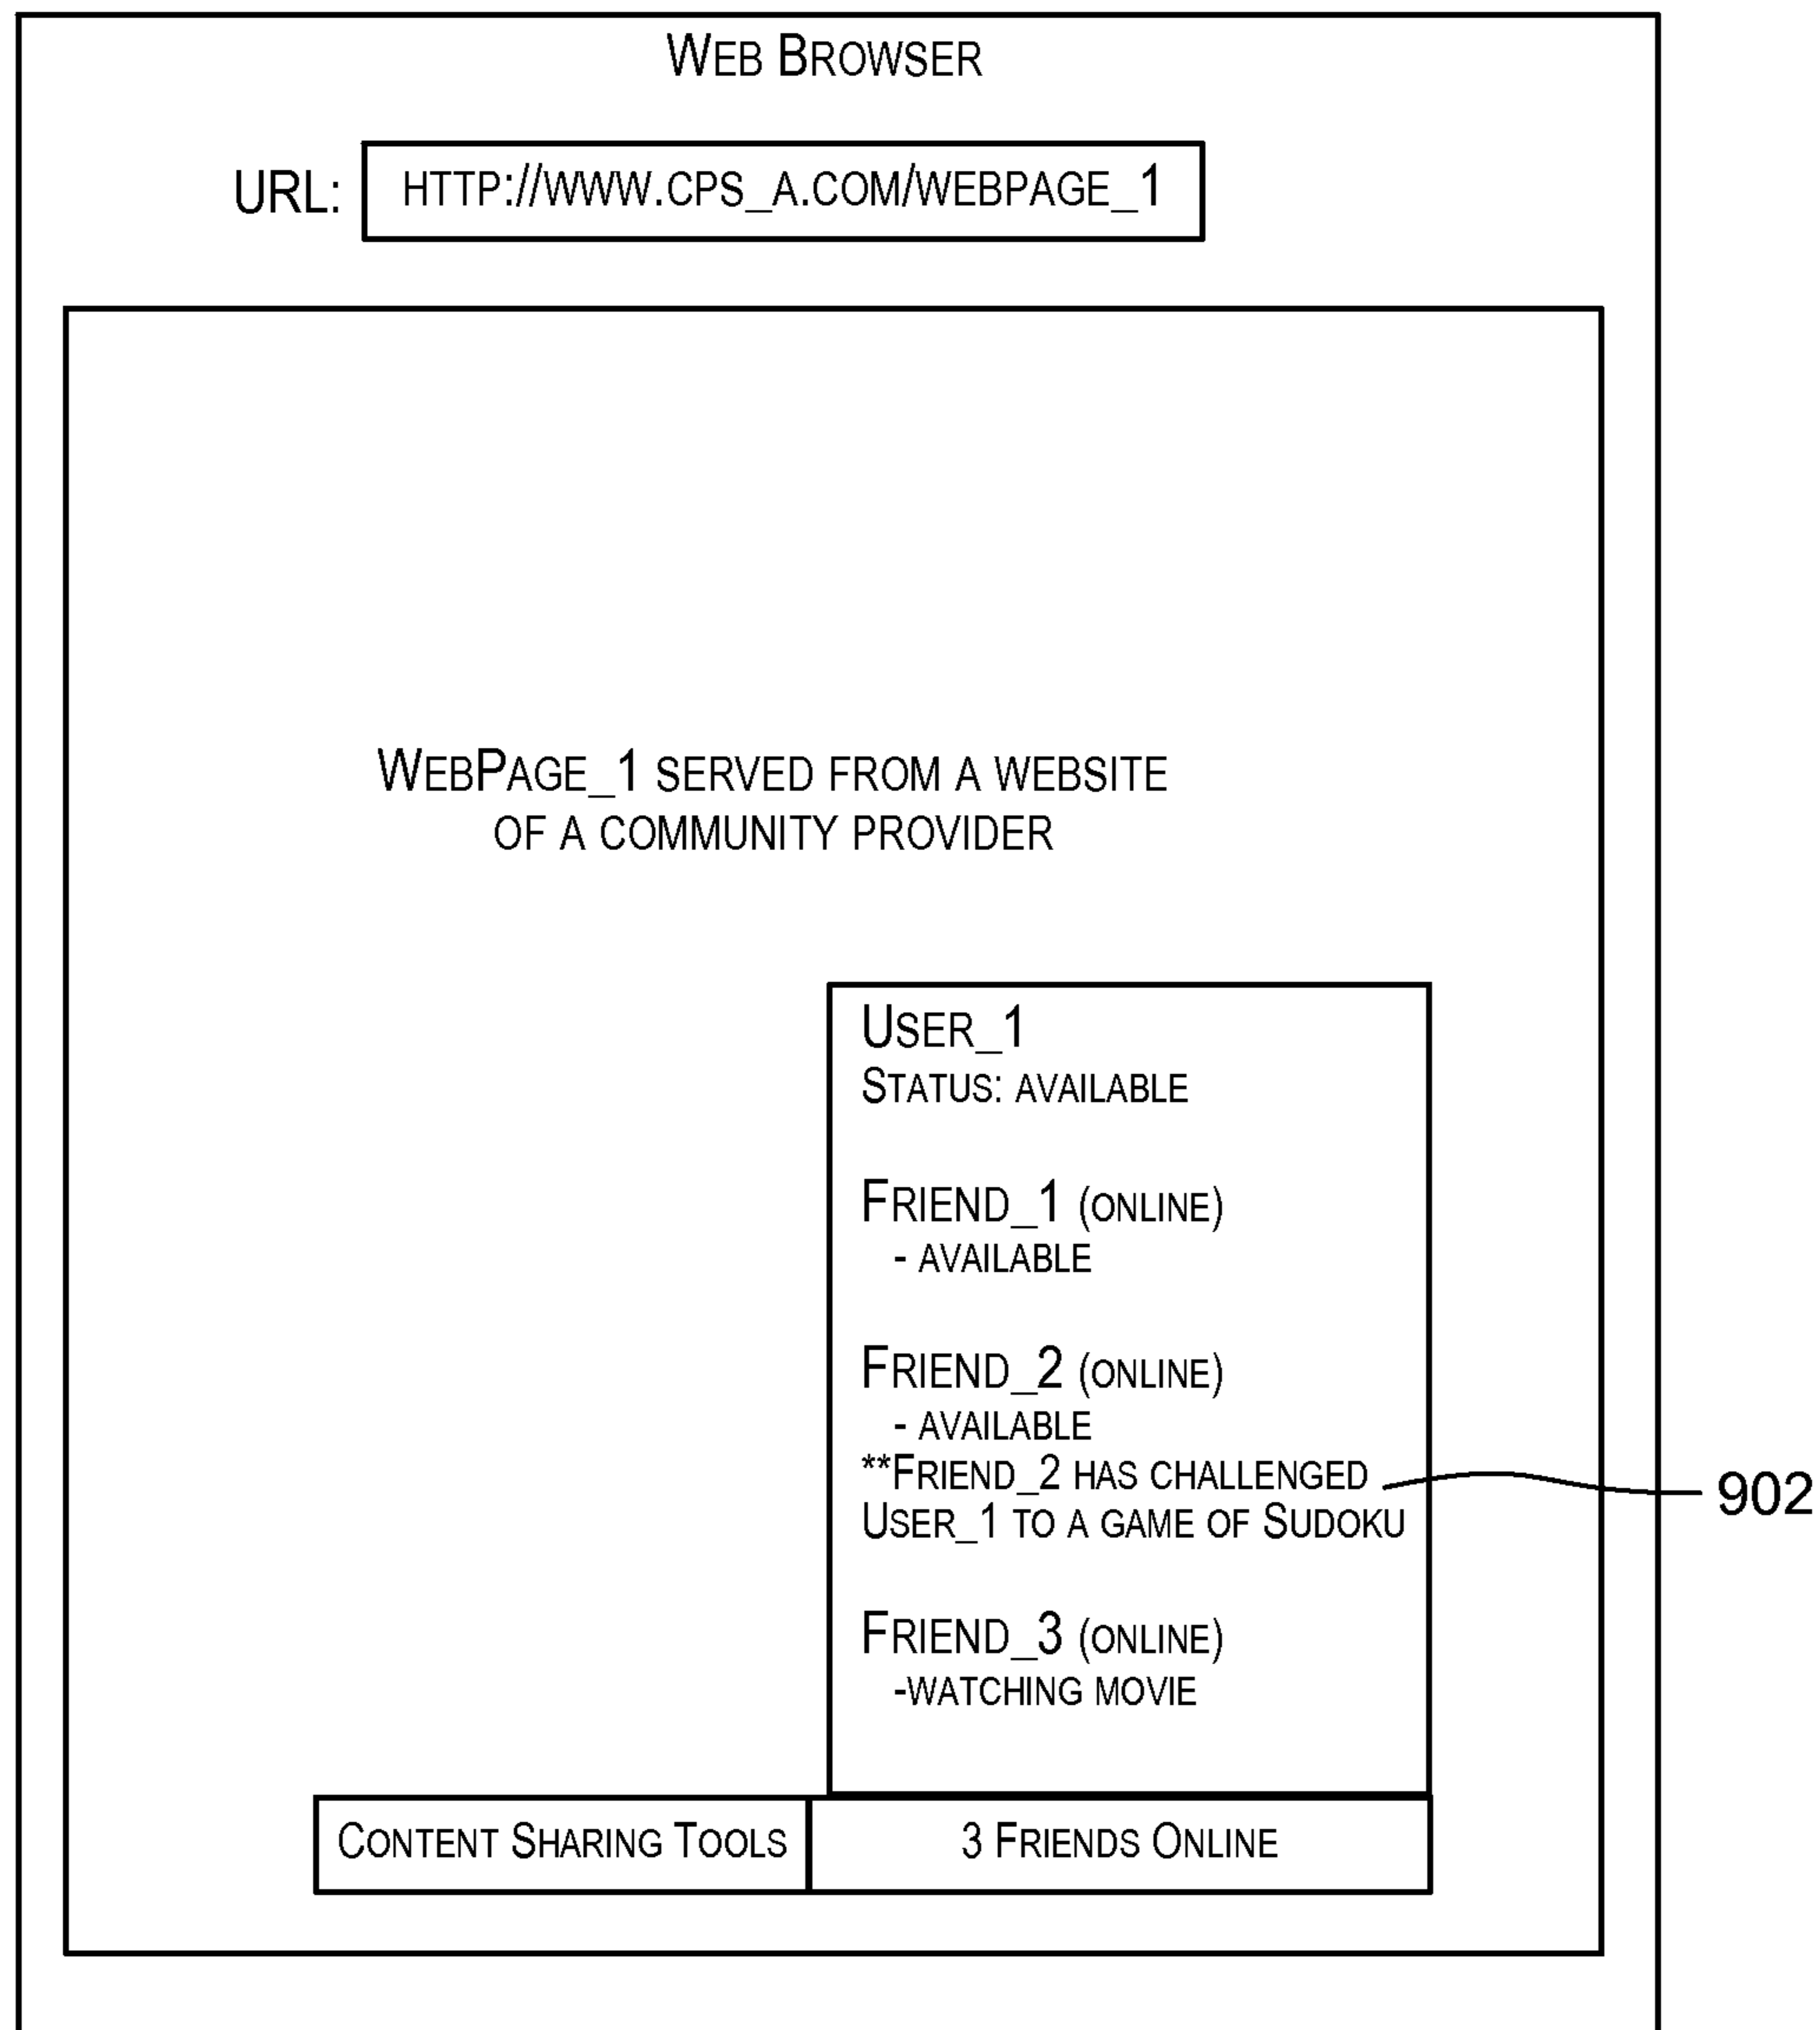 Web Browser
URL: http://www.cps_a.com/webpage_1
WebPage_1 served from a website
of a community provider
User_1
Status: available
Friend_1 (online)
- available
Friend_2 (online)
- available
**Friend_2 has challenged
User_1 to a game of Sudoku
902
Friend_3 (online)
-watching movie
Content Sharing Tools
3 Friends Online